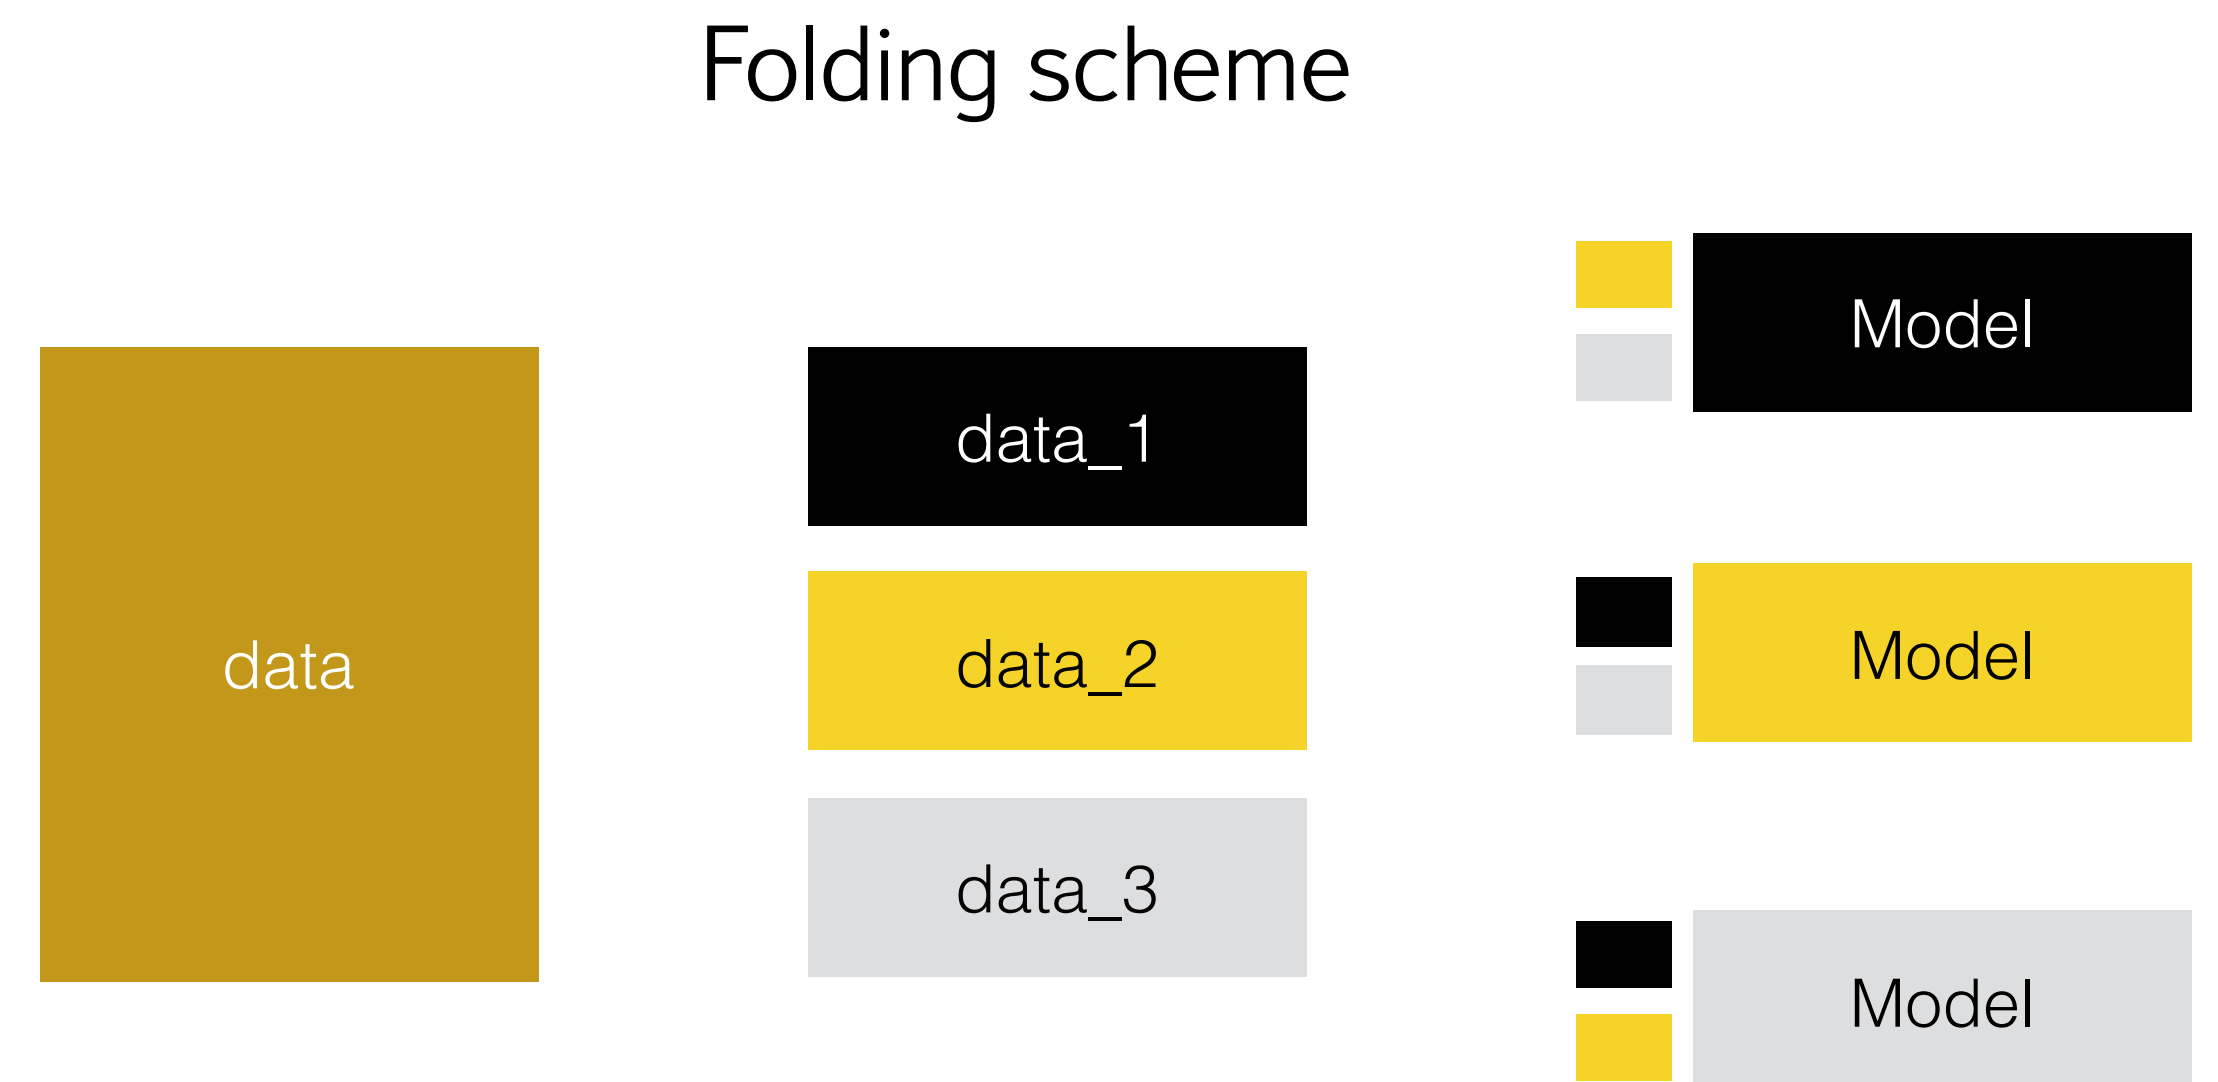 Folding scheme
data
data_1
data_2
data_3
Model
Model
Model